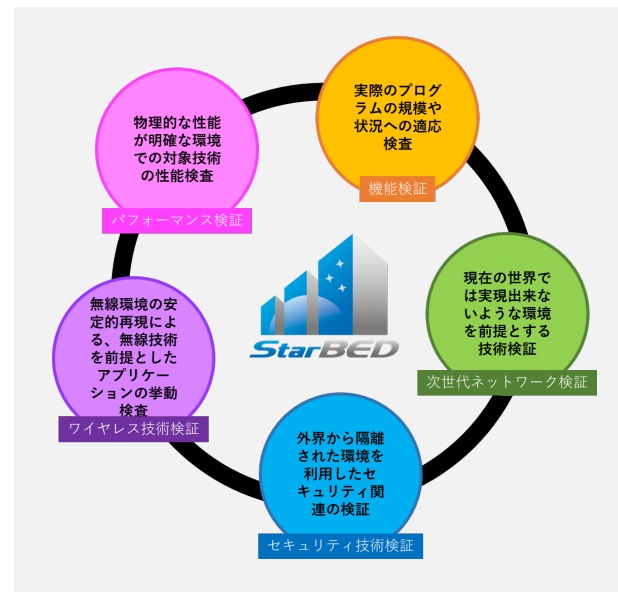 実際のプログ
ラムの規模や
状況への適応
検査
機能検証
物理的な性能
が明確な環境
での対象技術
の性能検査
パフォーマンス検証
現在の世界で
は実現出来な
いような環境
を前提とする
技術検証
次世代ネットワーク検証
StarBED
無線環境の安
定的再現によ
る、無線技術
を前提とした
アプリケー
ションの挙動
検査
ワイヤレス技術検証
外界から隔離
された環境を
利用したセ
キュリティ関
連の検証
セキュリティ技術検証